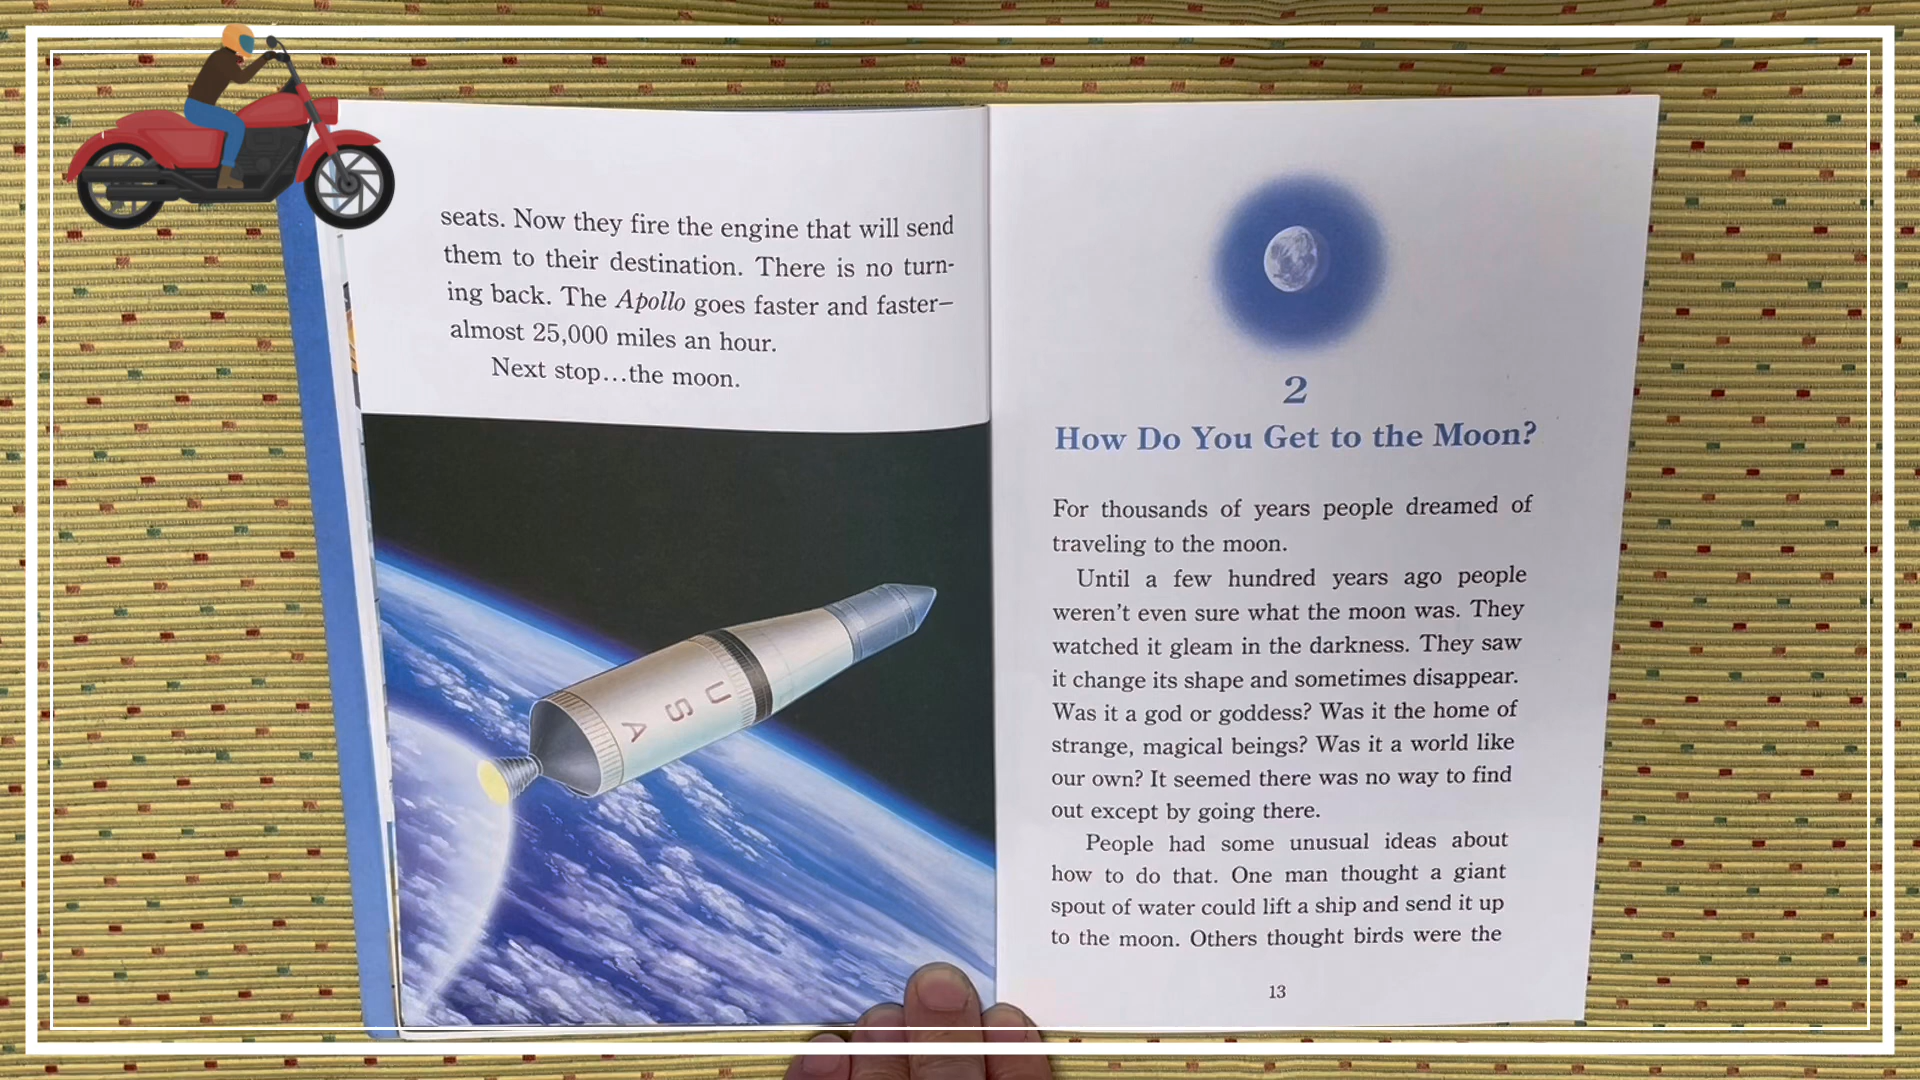 seats. Now they fire the engine that will send
them to their destination. There is no turn-
ing back. The Apollo goes faster and faster—
almost 25,000 miles an hour.
Next stop...the moon.
USA
2
How Do You Get to the Moon?
For thousands of years people dreamed of
traveling to the moon.
Until a few hundred years ago people
weren't even sure what the moon was. They
watched it gleam in the darkness. They saw
it change its shape and sometimes disappear.
Was it a god or goddess? Was it the home of
strange, magical beings? Was it a world like
our own? It seemed there was no way to find
out except by going there.
People had some unusual ideas about
how to do that. One man thought a giant
spout of water could lift a ship and send it up
to the moon. Others thought birds were the
13